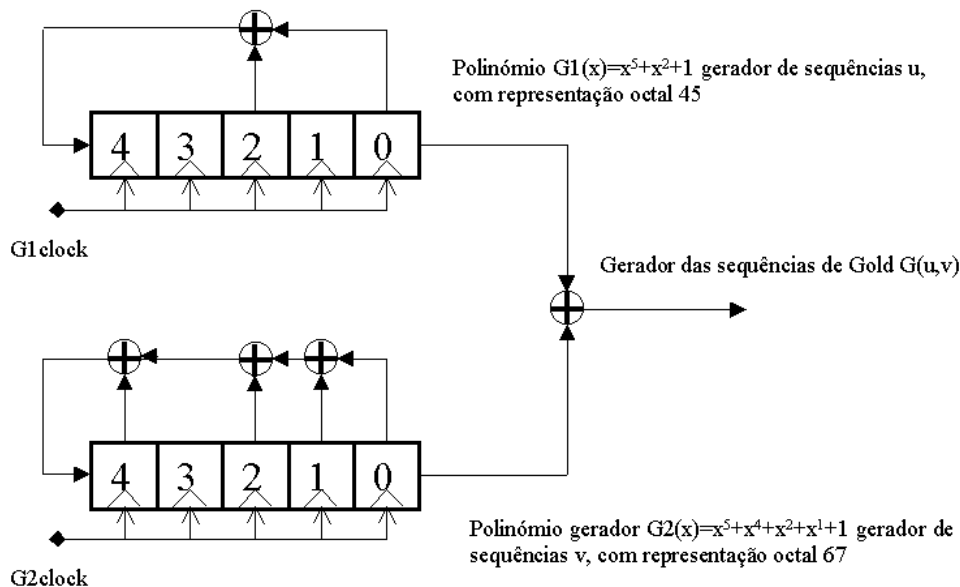 Polinómio G1(x)=x⁵+x²+1 gerador de sequências u,
com representação octal 45
4 3 2 1 0
G1clock
Gerador das sequências de Gold G(u,v)
4 3 2 1 0
Polinómio gerador G2(x)=x⁵+x⁴+x²+x¹+1 gerador de
sequências v, com representação octal 67
G2clock